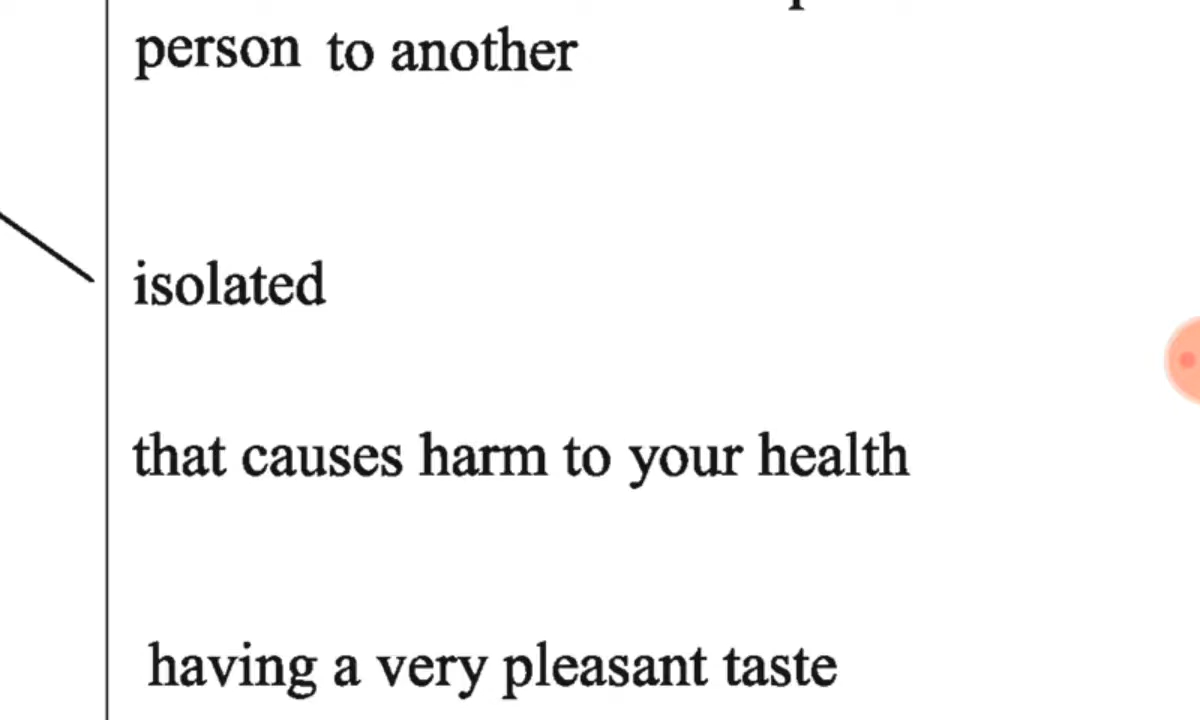 person to another
isolated
that causes harm to your health
having a very pleasant taste